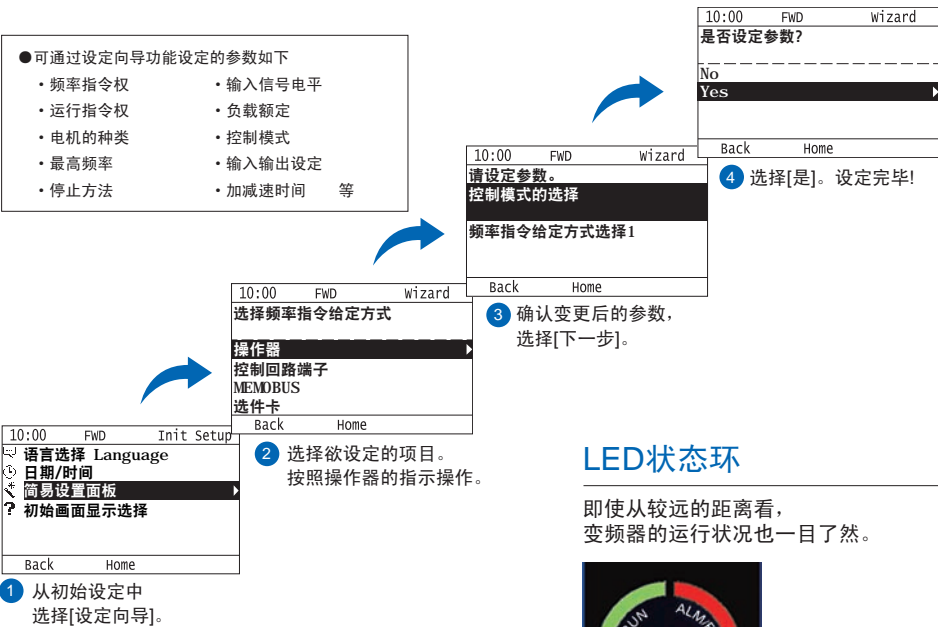 ●可通过设定向导功能设定的参数如下
・频率指令权 ・输入信号电平
・运行指令权 ・负载额定
・电机的种类 ・控制模式
・最高频率 ・输入输出设定
・停止方法 ・加减速时间 等
10:00 FWD Init Setup
语言选择 Language
日期/时间
简易设置面板
? 初始画面显示选择
Back Home
1 从初始设定中
选择[设定向导]。
10:00 FWD Wizard
选择频率指令给定方式
操作器
控制回路端子
MEMOBUS
选件卡
Back Home
2 选择欲设定的项目。
按照操作器的指示操作。
10:00 FWD Wizard
请设定参数。
控制模式的选择
频率指令给定方式选择1
Back Home
3 确认变更后的参数，
选择[下一步]。
10:00 FWD Wizard
是否设定参数?
No
Yes
Back Home
4 选择[是]。设定完毕!
LED状态环
即使从较远的距离看，
变频器的运行状况也一目了然。